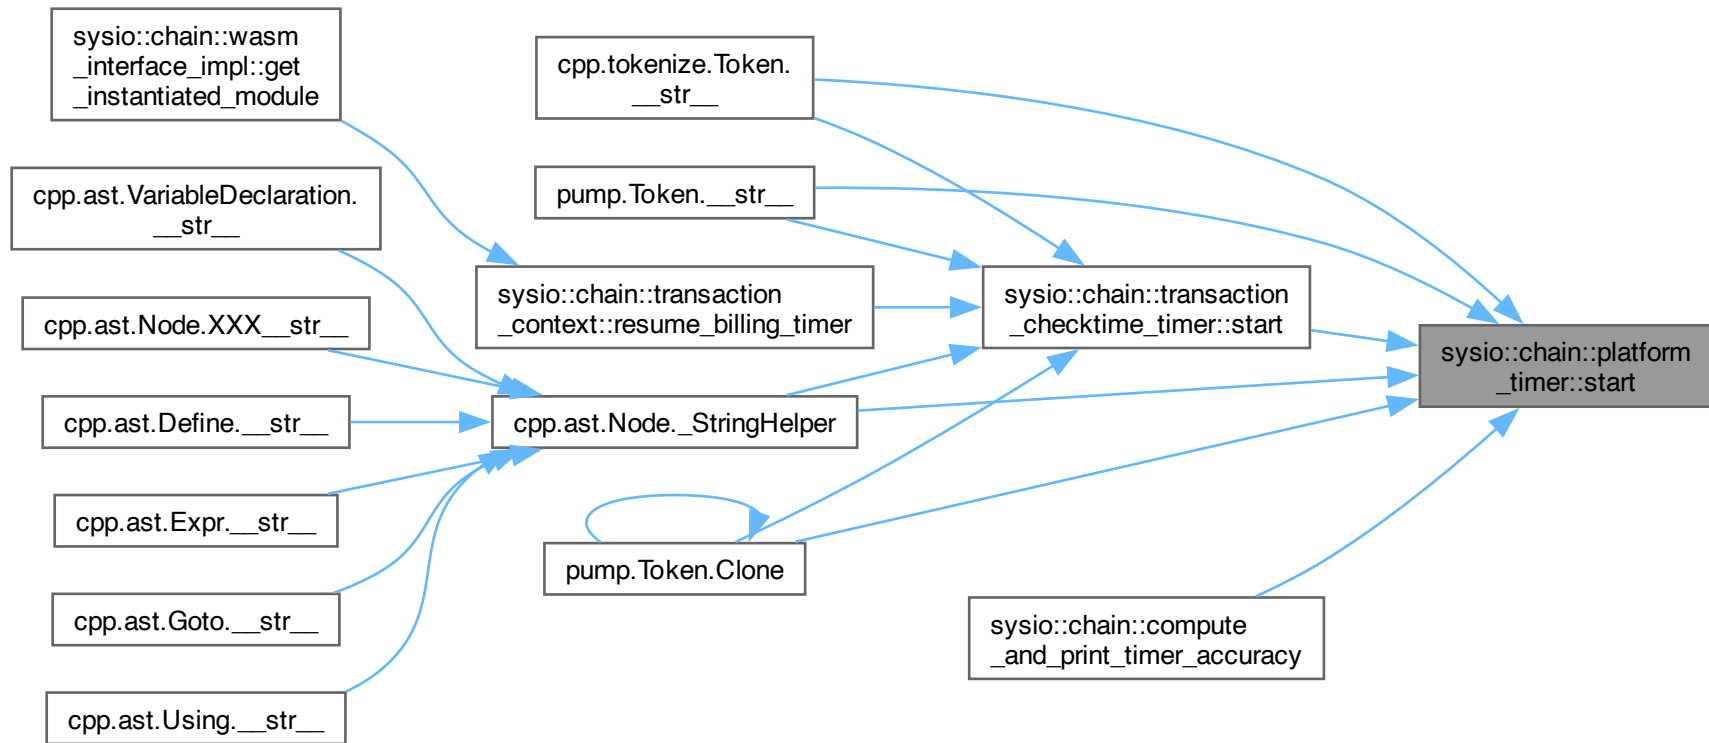 sysio::chain::wasm
_interface_impl::get
_instantiated_module
cpp.ast.VariableDeclaration.
__str__
cpp.ast.Node.XXX__str__
cpp.ast.Define.__str__
cpp.ast.Expr.__str__
cpp.ast.Goto.__str__
cpp.ast.Using.__str__
cpp.tokenize.Token.
__str__
pump.Token.__str__
sysio::chain::transaction
_context::resume_billing_timer
cpp.ast.Node._StringHelper
pump.Token.Clone
sysio::chain::transaction
_checktime_timer::start
sysio::chain::compute
_and_print_timer_accuracy
sysio::chain::platform
_timer::start